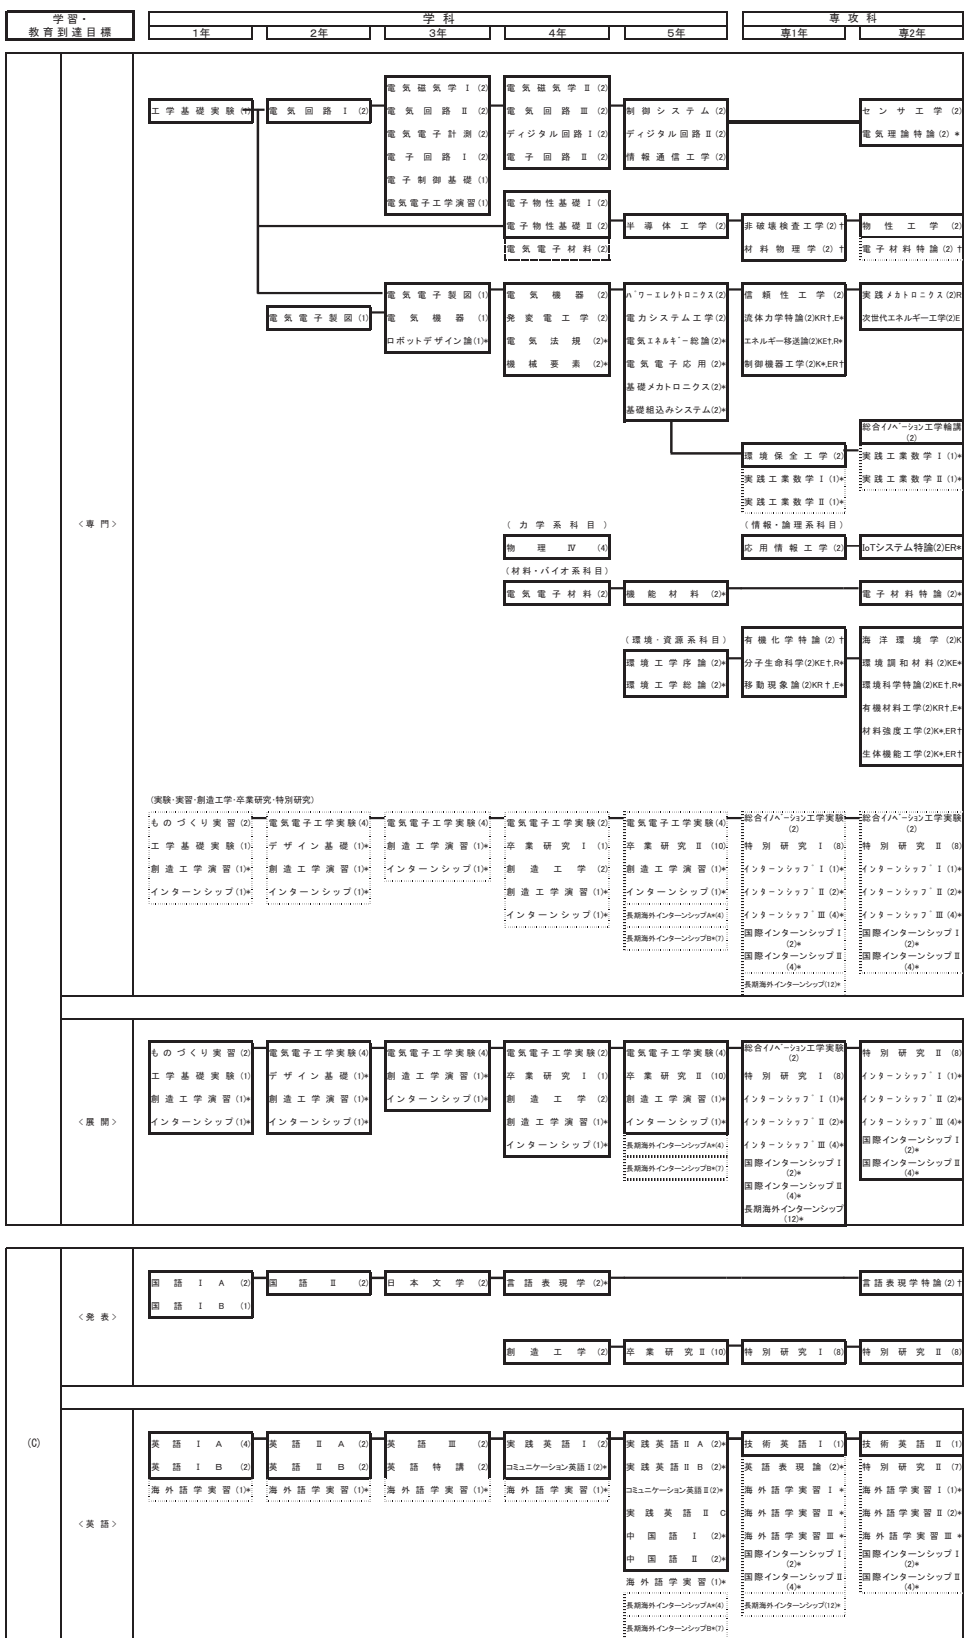 学習・
教育到達目標
学科
専攻科
1年 2年 3年 4年 5年 専1年 専2年
<専門>
電気磁気学Ⅰ(2) 電気磁気学Ⅱ(2)
工学基礎実験(1) 電気回路Ⅰ(2) 電気回路Ⅱ(2) 電気回路Ⅲ(2) 制御システム(2) センサ工学(2)
電気電子計測(2) ディジタル回路Ⅰ(2) ディジタル回路Ⅱ(2) 電気理論特論(2)*
電子回路Ⅰ(2) 電子回路Ⅱ(2) 情報通信工学(2)
電子制御基礎(1)
電気電子工学演習(1) 電子物性基礎Ⅰ(2)
電子物性基礎Ⅱ(2) 半導体工学(2) 非破壊検査工学(2)† 物性工学(2)
電気電子材料(2) 材料物理学(2)† 電子材料特論(2)†
電気電子製図(1) 電気機器(2) パワーエレクトロニクス(2) 信頼性工学(2) 実践メカトロニクス(2)R
電気電子製図(1) 電気機器(1) 発変電工学(2) 電力システム工学(2) 流体力学特論(2)KR†,E* 次世代エネルギー工学(2)E
ロボットデザイン論(1)* 電気法規(2)* 電気エネルギー総論(2)* エネルギー移送論(2)KE†,R*
機械要素(2)* 電気電子応用(2)* 制御機器工学(2)K*,ER†
基礎メカトロニクス(2)*
基礎組込みシステム(2)*
総合イノベーション工学輪講
(2)
環境保全工学(2) 実践工業数学Ⅰ(1)*
実践工業数学Ⅰ(1)* 実践工業数学Ⅱ(1)*
実践工業数学Ⅱ(1)*
(力学系科目) (情報・論理系科目)
物理Ⅳ(4) 応用情報工学(2) IoTシステム特論(2)ER*
(材料・バイオ系科目)
電気電子材料(2) 機能材料(2)* 電子材料特論(2)*
(環境・資源系科目) 有機化学特論(2)† 海洋環境学(2)K
環境工学序論(2)* 分子生命科学(2)KE†,R* 環境調和材料(2)KE*
環境工学総論(2)* 移動現象論(2)KR†,E* 環境科学特論(2)KE†,R*
有機材料工学(2)KR†,E*
材料強度工学(2)K*,ER†
生体機能工学(2)K*,ER†
(実験・実習・創造工学・卒業研究・特別研究)
ものづくり実習(2) 電気電子工学実験(4) 電気電子工学実験(4) 電気電子工学実験(2) 電気電子工学実験(4) 総合イノベーション工学実験(2) 総合イノベーション工学実験(2)
工学基礎実験(1) デザイン基礎(1)* 創造工学演習(1)* 卒業研究Ⅰ(1) 卒業研究Ⅱ(10) 特別研究Ⅰ(8) 特別研究Ⅱ(8)
創造工学演習(1)* 創造工学演習(1)* インターンシップ(1)* 創造工学(2) 創造工学演習(1)* インターンシップⅠ(1)* インターンシップⅠ(1)*
インターンシップ(1)* インターンシップ(1)* 創造工学演習(1)* インターンシップ(1)* インターンシップⅡ(2)* インターンシップⅡ(2)*
インターンシップ(1)* 長期海外インターンシップA*(4) インターンシップⅢ(4)* インターンシップⅢ(4)*
長期海外インターンシップB*(7) 国際インターンシップⅠ(2)* 国際インターンシップⅠ(2)*
国際インターンシップⅡ(4)* 国際インターンシップⅡ(4)*
長期海外インターンシップ(12)*
<展開>
ものづくり実習(2) 電気電子工学実験(4) 電気電子工学実験(4) 電気電子工学実験(2) 電気電子工学実験(4) 総合イノベーション工学実験(2) 特別研究Ⅱ(8)
工学基礎実験(1) デザイン基礎(1)* 創造工学演習(1)* 卒業研究Ⅰ(1) 卒業研究Ⅱ(10) 特別研究Ⅰ(8) インターンシップⅠ(1)*
創造工学演習(1)* 創造工学演習(1)* インターンシップ(1)* 創造工学(2) 創造工学演習(1)* インターンシップⅠ(1)* インターンシップⅡ(2)*
インターンシップ(1)* インターンシップ(1)* 創造工学演習(1)* インターンシップ(1)* インターンシップⅡ(2)* インターンシップⅢ(4)*
インターンシップ(1)* 長期海外インターンシップA*(4) インターンシップⅢ(4)* 国際インターンシップⅠ(2)*
長期海外インターンシップB*(7) 国際インターンシップⅠ(2)* 国際インターンシップⅡ(4)*
国際インターンシップⅡ(4)*
長期海外インターンシップ(12)*
(C)
<発表>
国語ⅠA(2) 国語Ⅱ(2) 日本文学(2) 言語表現学(2)* 言語表現学特論(2)†
国語ⅠB(1)
創造工学(2) 卒業研究Ⅱ(10) 特別研究Ⅰ(8) 特別研究Ⅱ(8)
<英語>
英語ⅠA(4) 英語ⅡA(2) 英語Ⅲ(2) 実践英語Ⅰ(2) 実践英語ⅡA(2)* 技術英語Ⅰ(1) 技術英語Ⅱ(1)
英語ⅠB(2) 英語ⅡB(2) 英語特講(2) コミュニケーション英語Ⅰ(2)* 実践英語ⅡB(2)* 英語表現論(2)* 特別研究Ⅱ(7)
海外語学実習(1)* 海外語学実習(1)* 海外語学実習(1)* 海外語学実習(1)* コミュニケーション英語Ⅱ(2)* 海外語学実習Ⅰ* 海外語学実習Ⅰ(1)*
実践英語ⅡC 海外語学実習Ⅱ* 海外語学実習Ⅱ(2)*
中国語Ⅰ(2)* 海外語学実習Ⅲ* 海外語学実習Ⅲ*
中国語Ⅱ(2)* 国際インターンシップⅠ(2)* 国際インターンシップⅠ(2)*
海外語学実習(1)* 国際インターンシップⅡ(4)* 国際インターンシップⅡ(4)*
長期海外インターンシップA*(4) 長期海外インターンシップ(12)*
長期海外インターンシップB*(7)